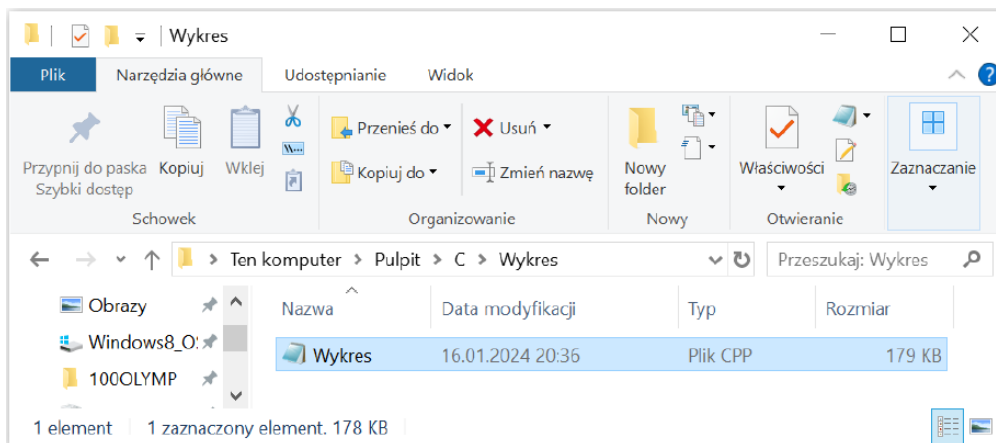 Wykres
Plik Narzędzia główne Udostępnianie Widok
Przypnij do paska Szybki dostęp
Kopiuj
Wklej
Przenieś do
Kopiuj do
Usuń
Zmień nazwę
Nowy folder
Właściwości
Zaznaczanie
Schowek Organizowanie Nowy Otwieranie
Ten komputer > Pulpit > C > Wykres
Przeszukaj: Wykres
Obrazy
Windows8_O
100OLYMP
Nazwa Data modyfikacji Typ Rozmiar
Wykres 16.01.2024 20:36 Plik CPP 179 KB
1 element 1 zaznaczony element. 178 KB